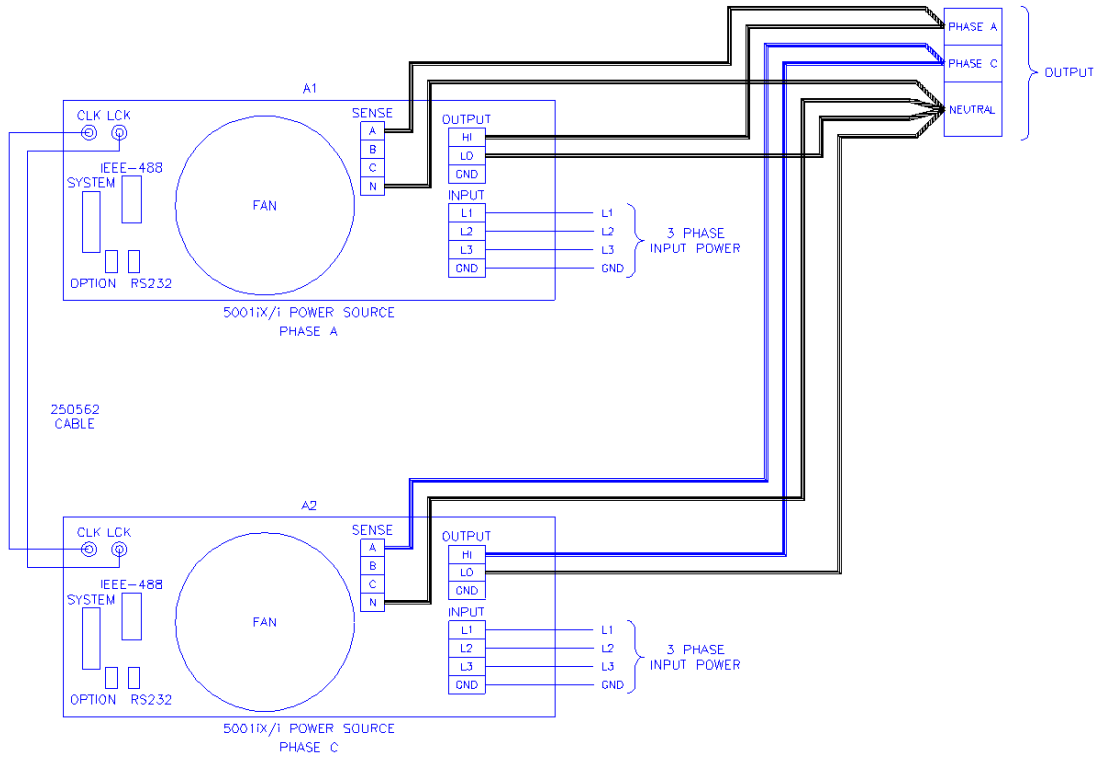 PHASE A
PHASE C
NEUTRAL
OUTPUT
A1
CLK LCK
SENSE
A
B
C
N
OUTPUT
HI
LO
GND
IEEE-488
SYSTEM
FAN
INPUT
L1
L2
L3
GND
L1
L2
L3
GND
3 PHASE
INPUT POWER
OPTION
RS232
5001iX/i POWER SOURCE
PHASE A
250562
CABLE
A2
CLK LCK
SENSE
A
B
C
N
OUTPUT
HI
LO
GND
IEEE-488
SYSTEM
FAN
INPUT
L1
L2
L3
GND
L1
L2
L3
GND
3 PHASE
INPUT POWER
OPTION
RS232
5001iX/i POWER SOURCE
PHASE C